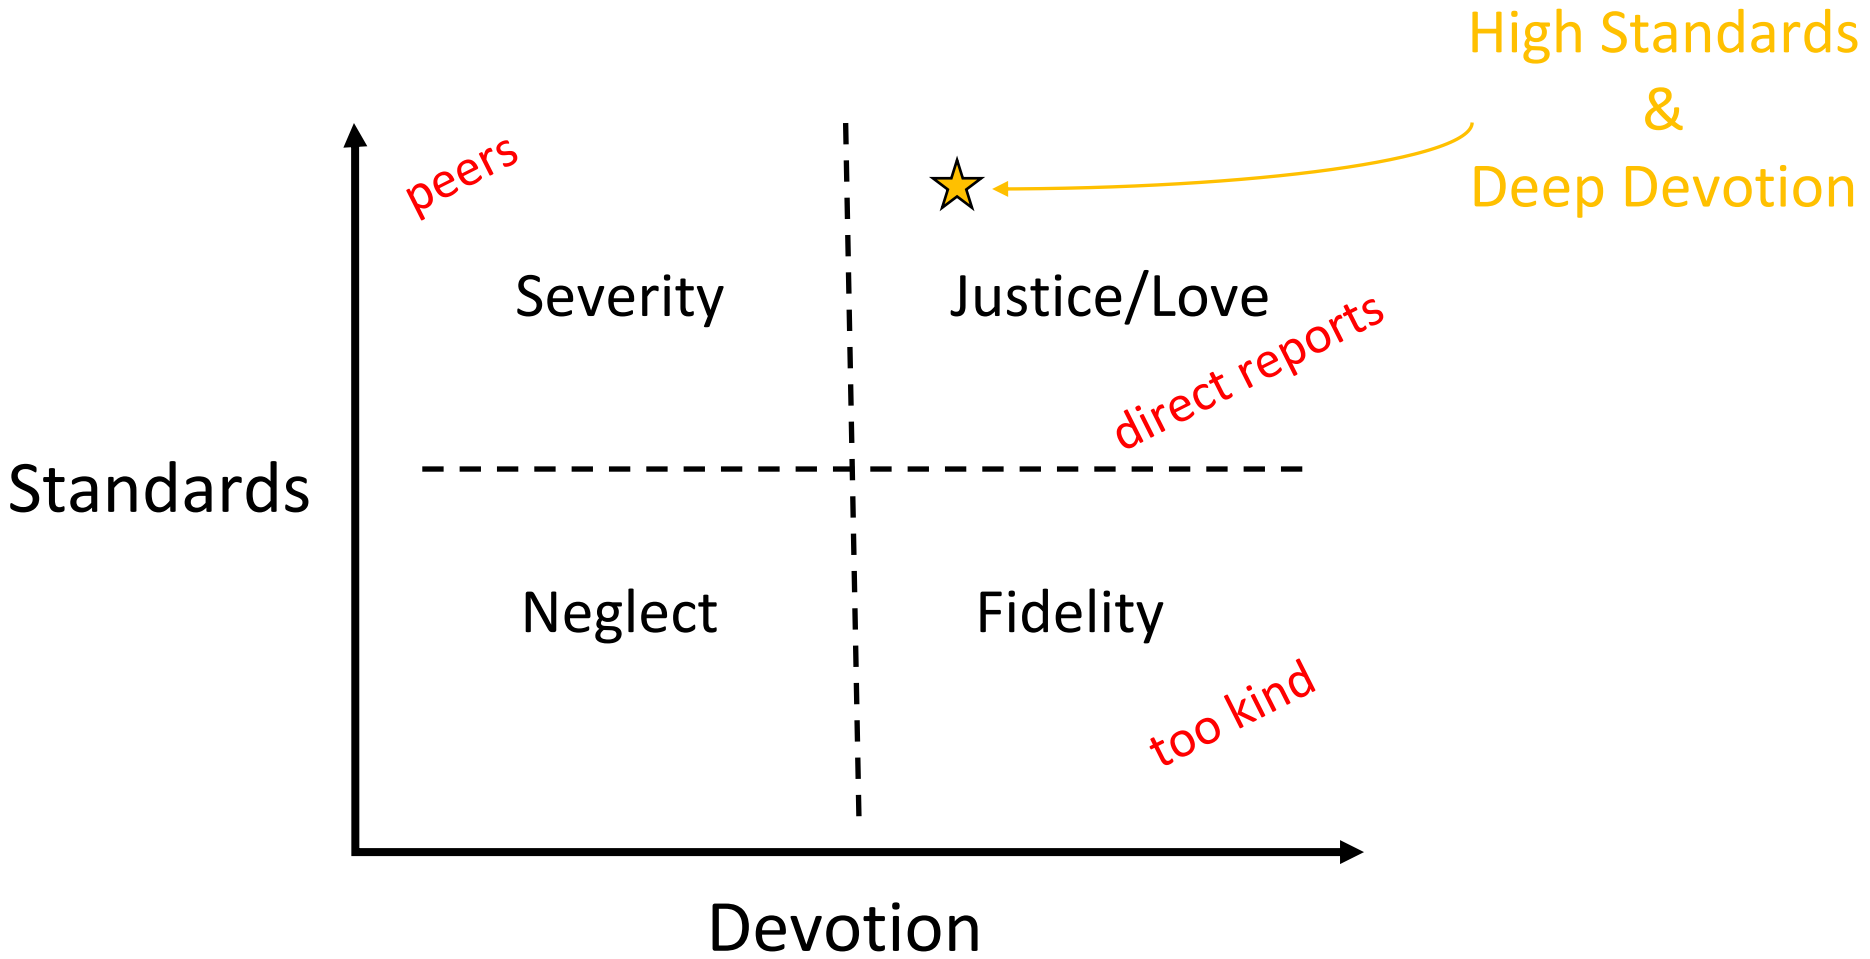 High Standards
&
Deep Devotion
peers
Severity
Justice/Love
direct reports
Standards
Neglect
Fidelity
too kind
Devotion